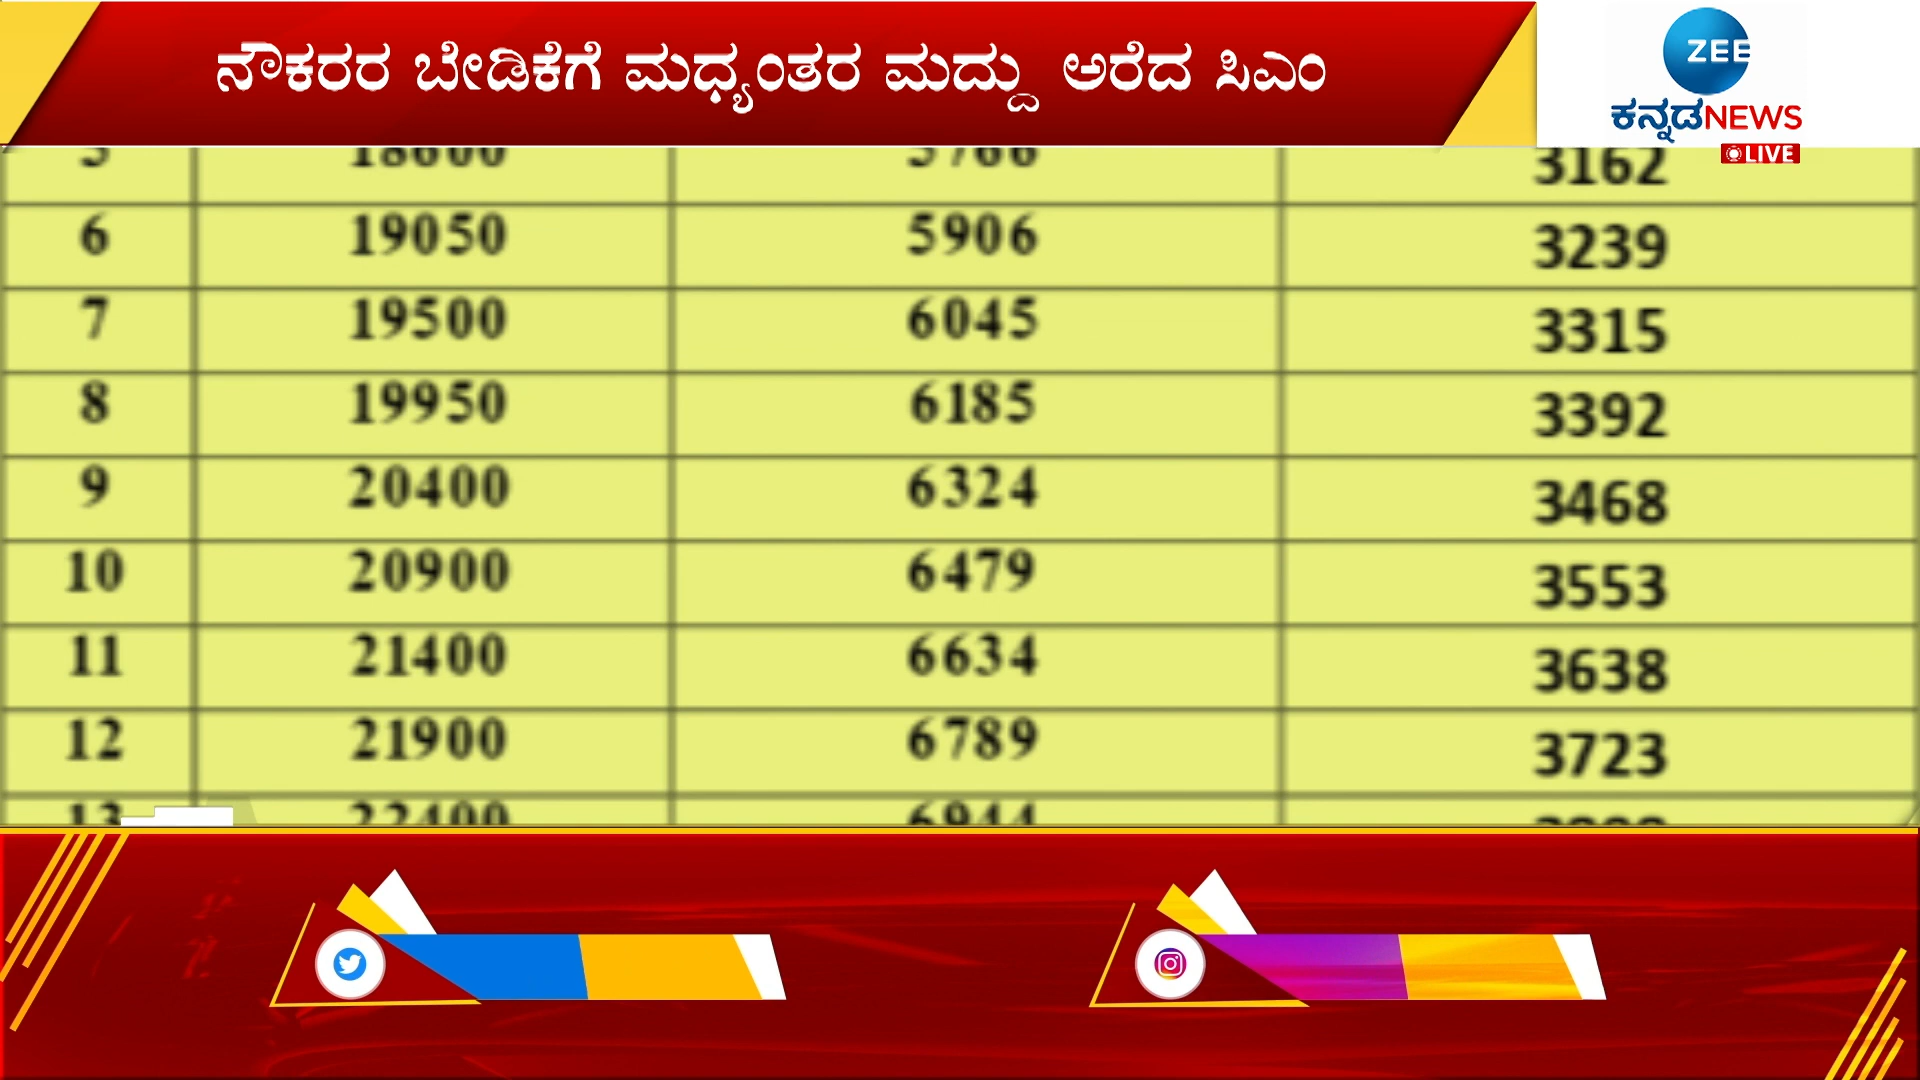 ನೌಕರರ ಬೇಡಿಕೆಗೆ ಮಧ್ಯಂತರ ಮದ್ದು ಅರೆದ ಸಿಎಂ
ZEE
ಕನ್ನಡNEWS
LIVE
5 18600 5766 3162
6 19050 5906 3239
7 19500 6045 3315
8 19950 6185 3392
9 20400 6324 3468
10 20900 6479 3553
11 21400 6634 3638
12 21900 6789 3723
13 22400 6944